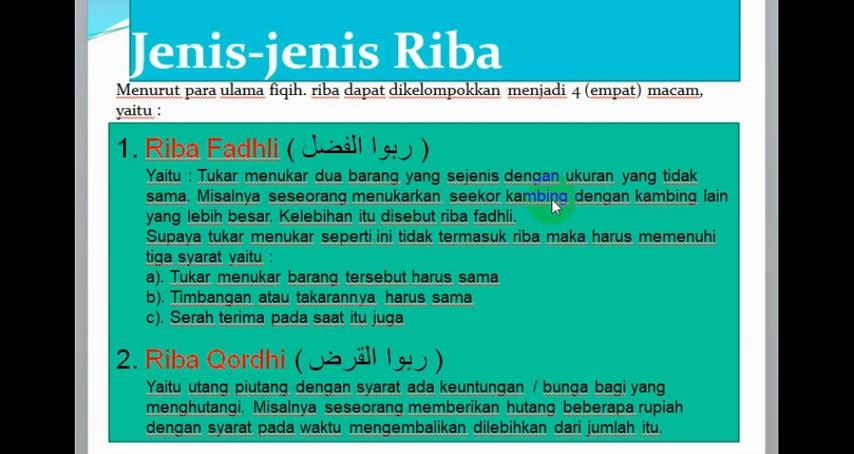 Jenis-jenis Riba
Menurut para ulama fiqih. riba dapat dikelompokkan menjadi 4 (empat) macam,
yaitu :
1. Riba Fadhli ( ربوا الفضل )
Yaitu : Tukar menukar dua barang yang sejenis dengan ukuran yang tidak
sama. Misalnya seseorang menukarkan seekor kambing dengan kambing lain
yang lebih besar. Kelebihan itu disebut riba fadhli.
Supaya tukar menukar seperti ini tidak termasuk riba maka harus memenuhi
tiga syarat yaitu :
a). Tukar menukar barang tersebut harus sama
b). Timbangan atau takarannya harus sama
c). Serah terima pada saat itu juga
2. Riba Qordhi ( ربوا القرض )
Yaitu utang piutang dengan syarat ada keuntungan / bunga bagi yang
menghutangi. Misalnya seseorang memberikan hutang beberapa rupiah
dengan syarat pada waktu mengembalikan dilebihkan dari jumlah itu.